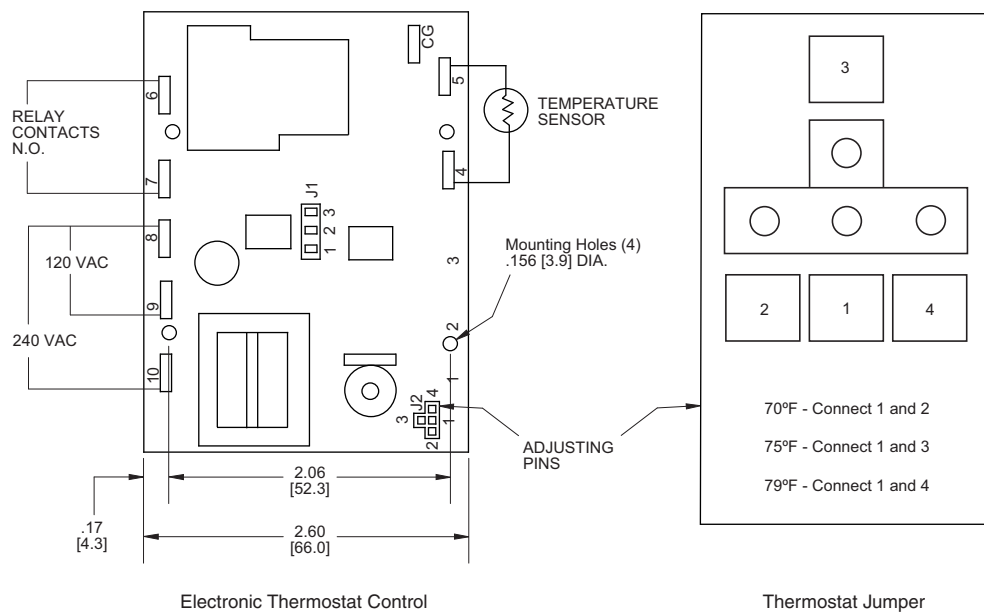 CG
5
6
RELAY
CONTACTS
N.O.
TEMPERATURE
SENSOR
7
4
J1
3
2
1
8
120 VAC
Mounting Holes (4)
.156 [3.9] DIA.
3
9
240 VAC
2
10
1
J2
4
3
1
2
ADJUSTING
PINS
2.06
[52.3]
.17
[4.3]
2.60
[66.0]
Electronic Thermostat Control
3
2
1
4
70ºF - Connect 1 and 2
75ºF - Connect 1 and 3
79ºF - Connect 1 and 4
Thermostat Jumper